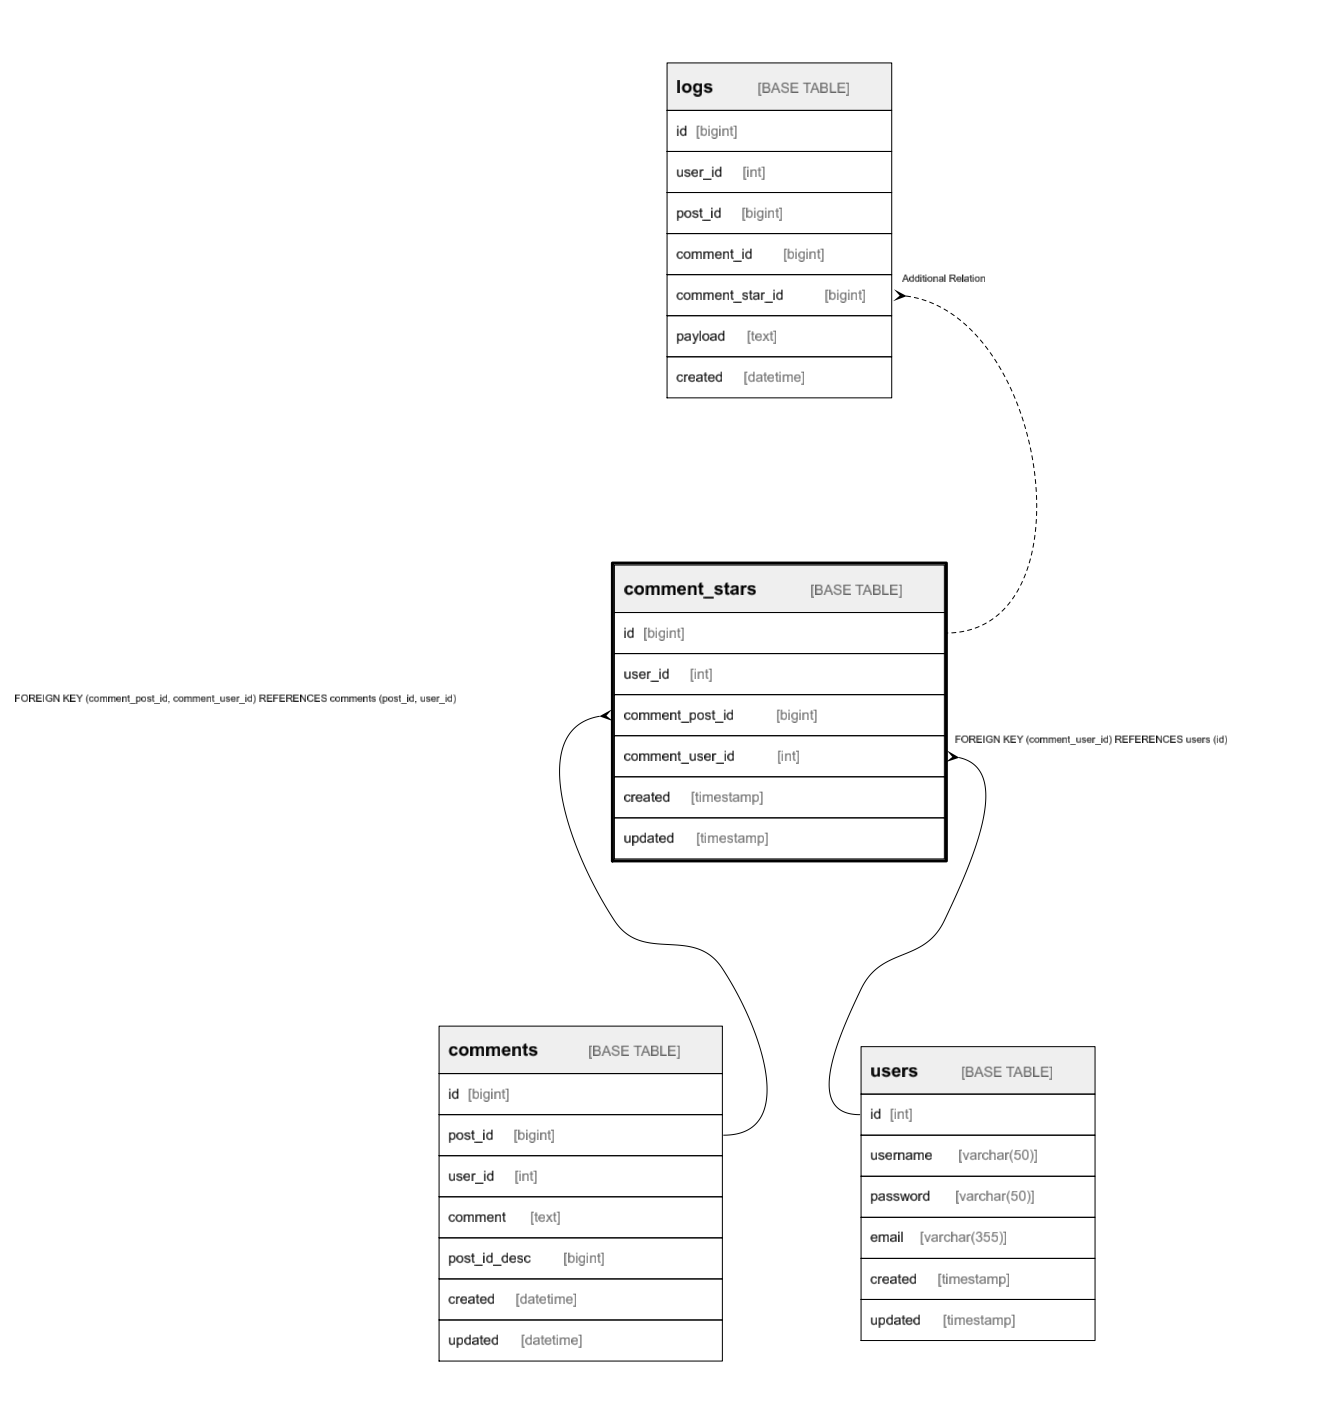 logs [BASE TABLE]
id [bigint]
user_id [int]
post_id [bigint]
comment_id [bigint]
Additional Relation
comment_star_id [bigint]
payload [text]
created [datetime]
comment_stars [BASE TABLE]
id [bigint]
user_id [int]
FOREIGN KEY (comment_post_id, comment_user_id) REFERENCES comments (post_id, user_id)
comment_post_id [bigint]
FOREIGN KEY (comment_user_id) REFERENCES users (id)
comment_user_id [int]
created [timestamp]
updated [timestamp]
comments [BASE TABLE]
id [bigint]
post_id [bigint]
user_id [int]
comment [text]
post_id_desc [bigint]
created [datetime]
updated [datetime]
users [BASE TABLE]
id [int]
username [varchar(50)]
password [varchar(50)]
email [varchar(355)]
created [timestamp]
updated [timestamp]